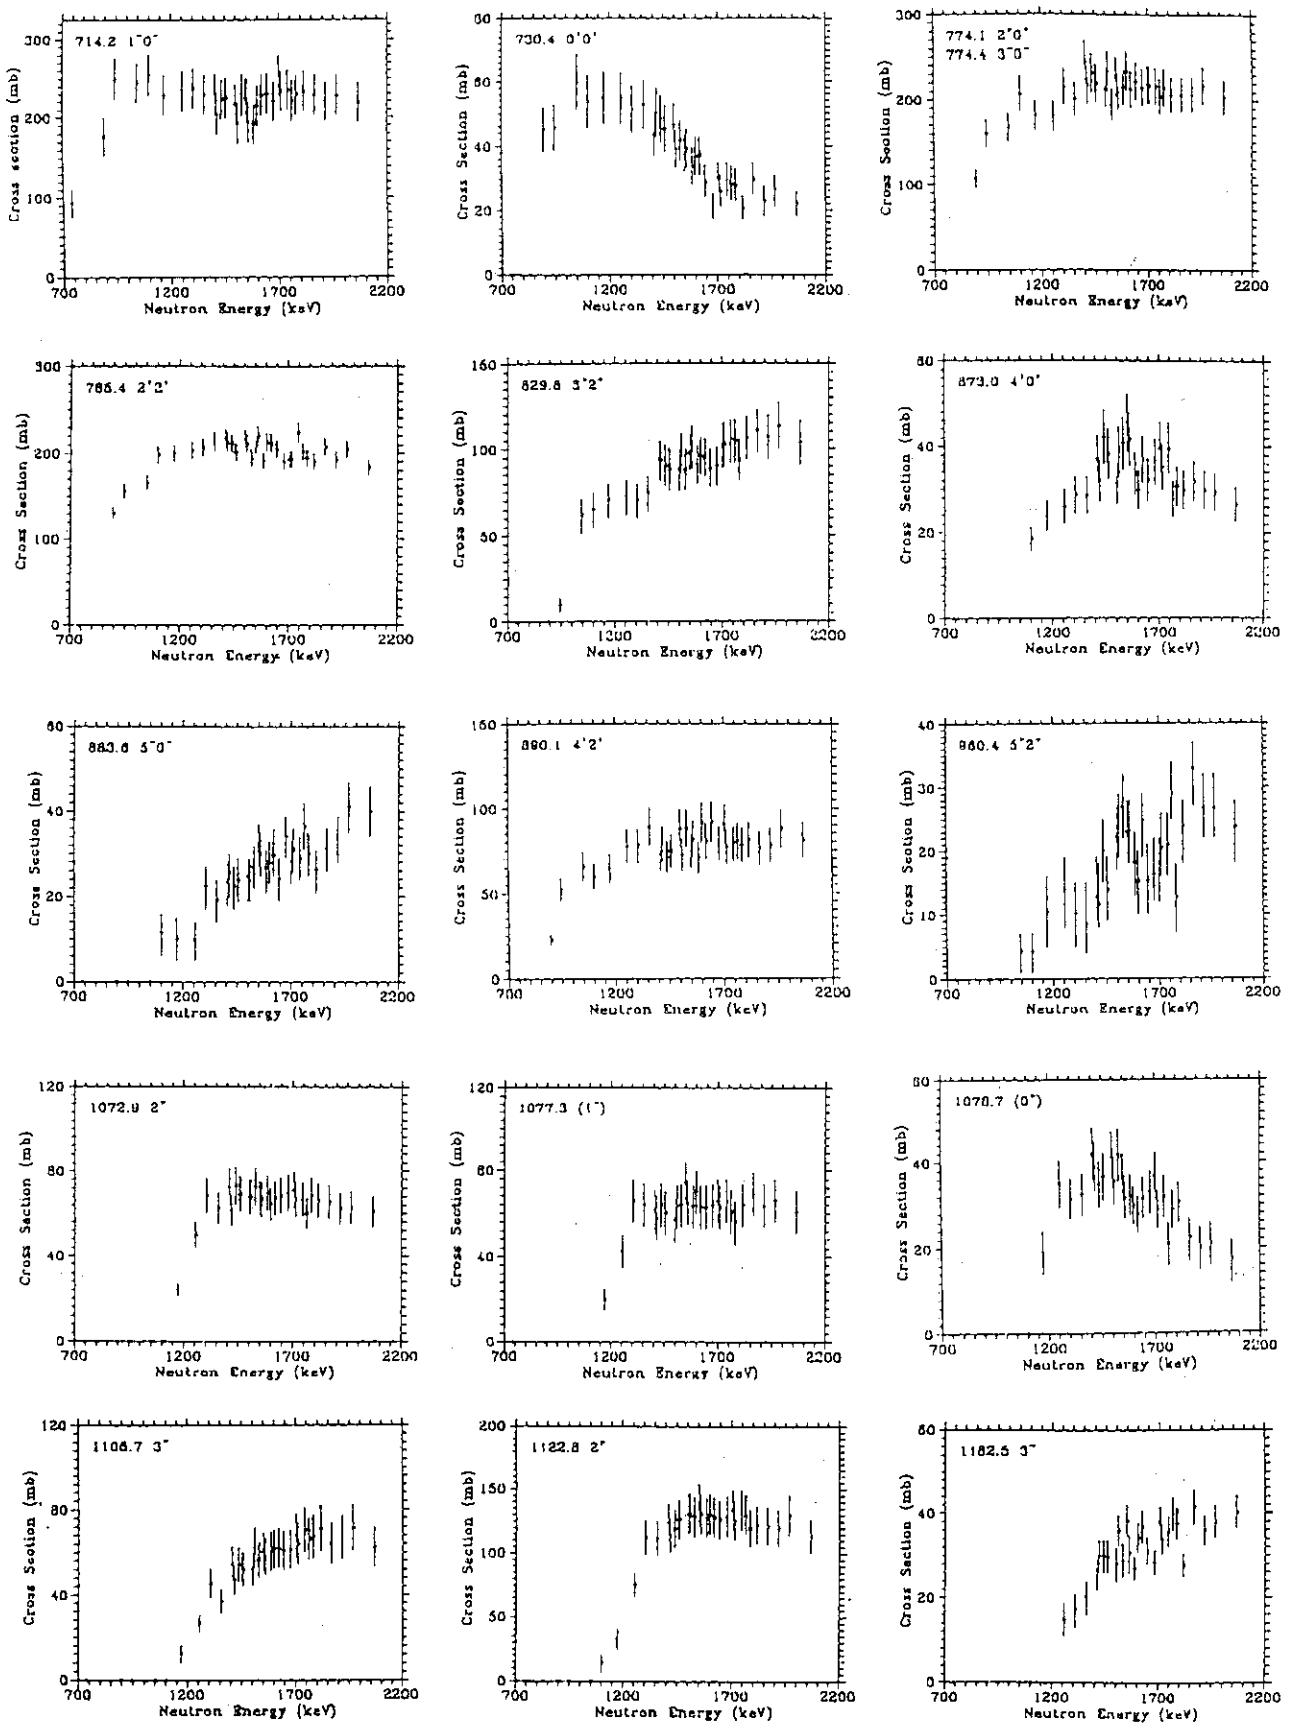 714.2 1⁻0⁻
Cross section (mb)
300
200
100
0
700 1200 1700 2200
Neutron Energy (keV)
730.4 0⁺0⁺
Cross Section (mb)
80
60
40
20
0
700 1200 1700 2200
Neutron Energy (keV)
774.1 2⁺0⁺
774.4 3⁻0⁻
Cross Section (mb)
300
200
100
0
700 1200 1700 2200
Neutron Energy (keV)
785.4 2⁺2⁺
Cross Section (mb)
300
200
100
0
700 1200 1700 2200
Neutron Energy (keV)
829.8 3⁺2⁺
Cross Section (mb)
150
100
50
0
700 1200 1700 2200
Neutron Energy (keV)
873.0 4⁺0⁺
Cross Section (mb)
60
40
20
0
700 1200 1700 2200
Neutron Energy (keV)
883.6 5⁻0⁻
Cross Section (mb)
60
40
20
0
700 1200 1700 2200
Neutron Energy (keV)
890.1 4⁺2⁺
Cross Section (mb)
150
100
50
0
700 1200 1700 2200
Neutron Energy (keV)
960.4 5⁺2⁺
Cross Section (mb)
40
30
20
10
0
700 1200 1700 2200
Neutron Energy (keV)
1072.9 2⁺
Cross Section (mb)
120
80
40
0
700 1200 1700 2200
Neutron Energy (keV)
1077.3 (1⁻)
Cross Section (mb)
120
80
40
0
700 1200 1700 2200
Neutron Energy (keV)
1078.7 (0⁺)
Cross Section (mb)
60
40
20
0
700 1200 1700 2200
Neutron Energy (keV)
3⁻
Cross Section (mb)
120
80
40
0
700 1200 1700 2200
Neutron Energy (keV)
1122.8 2⁺
Cross Section (mb)
200
150
100
50
0
700 1200 1700 2200
Neutron Energy (keV)
1182.5 3⁻
Cross Section (mb)
60
40
20
0
700 1200 1700 2200
Neutron Energy (keV)